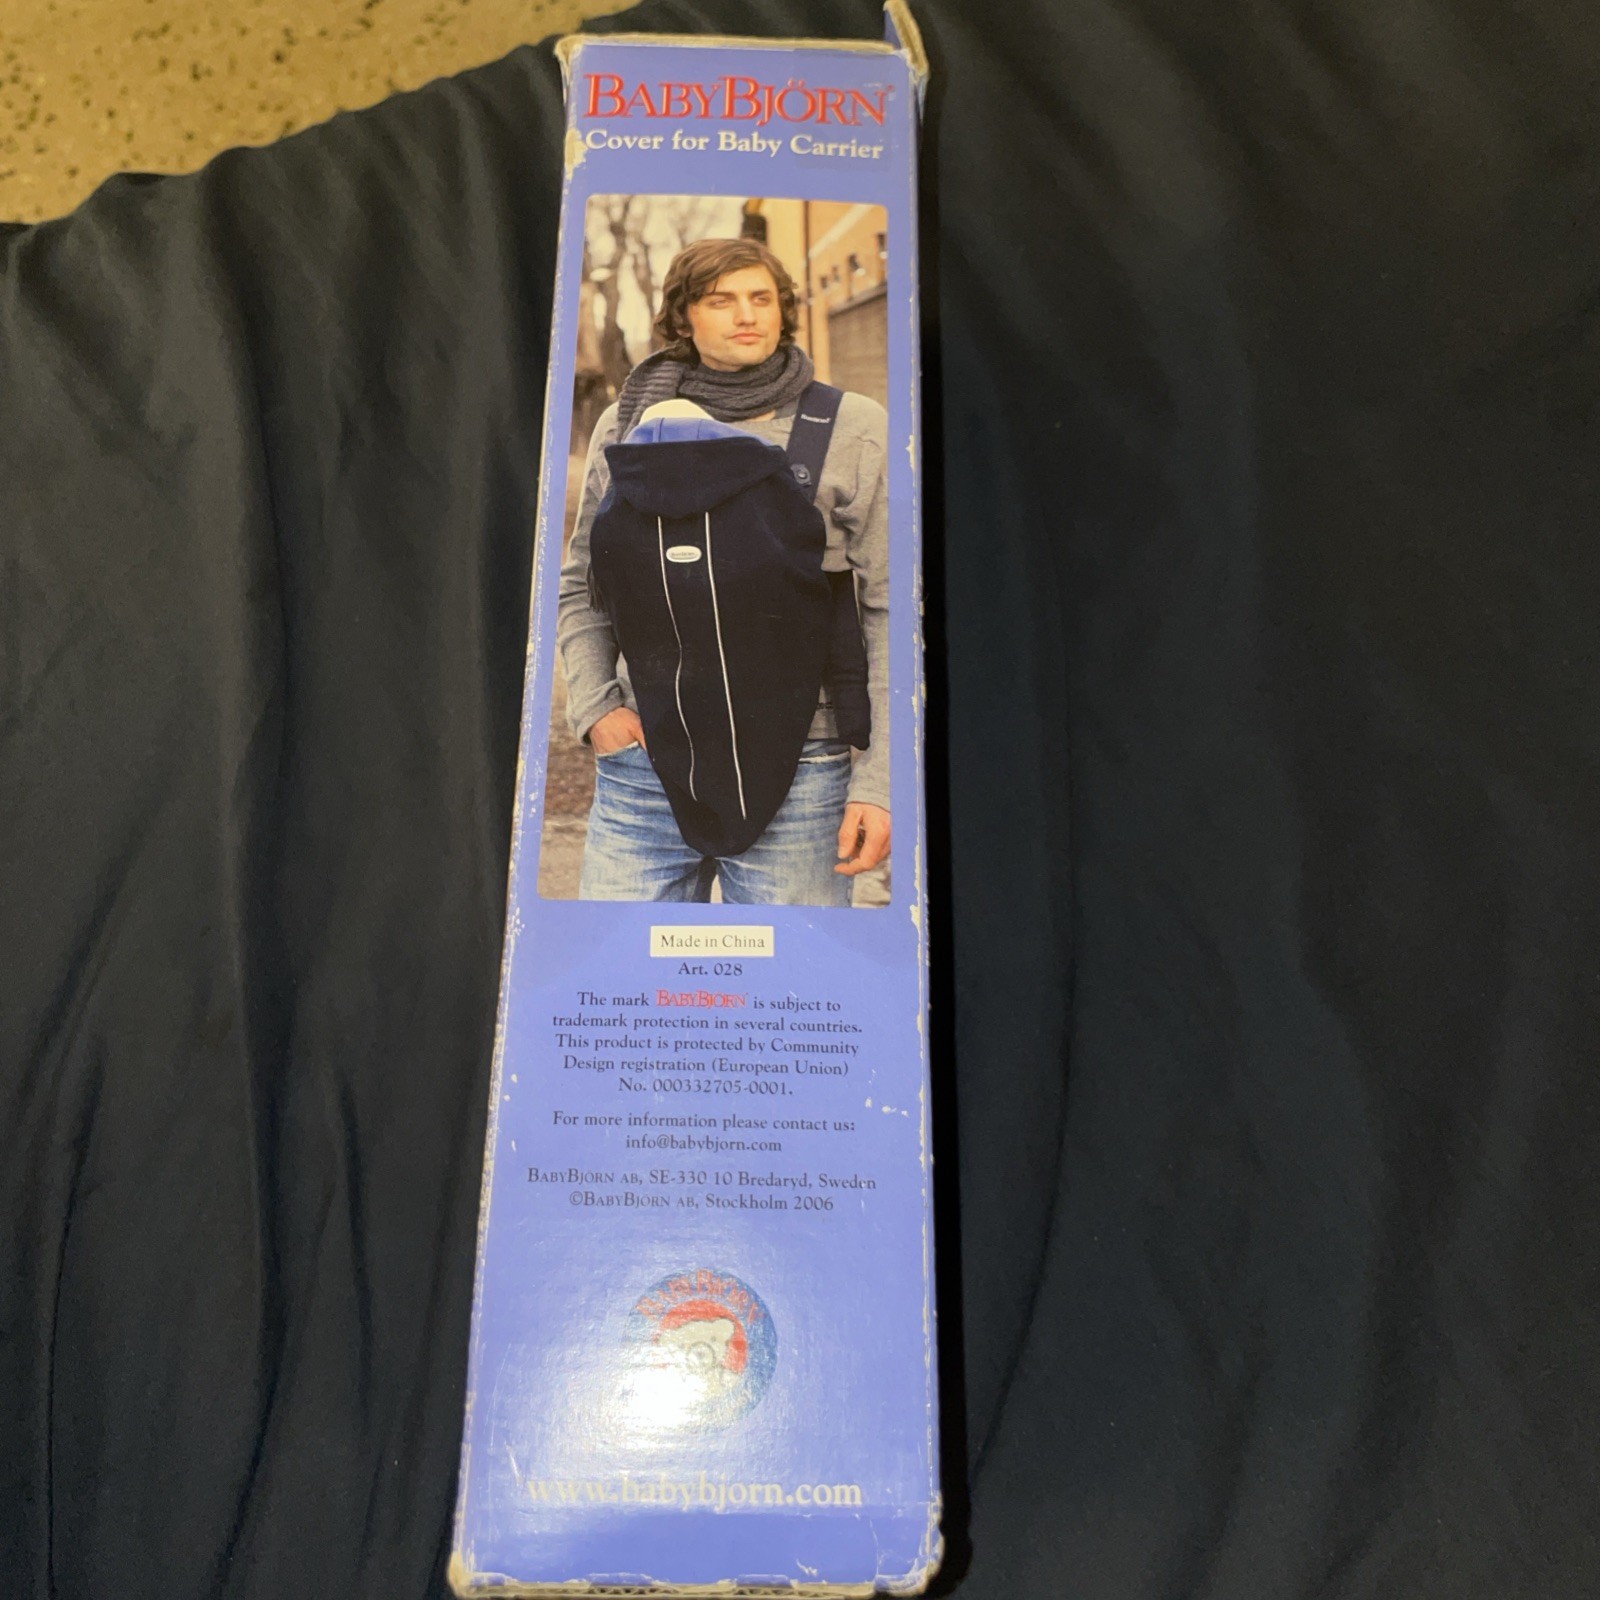 BABYBJÖRN®
Cover for Baby Carrier
Made in China
Art. 028
The mark BABYBJÖRN® is subject to
trademark protection in several countries.
This product is protected by Community
Design registration (European Union)
No. 000332705-0001.
For more information please contact us:
info@babybjorn.com
BABYBJÖRN AB, SE-330 10 Bredaryd, Sweden
©BABYBJÖRN AB, Stockholm 2006
BABYBJÖRN
www.babybjorn.com